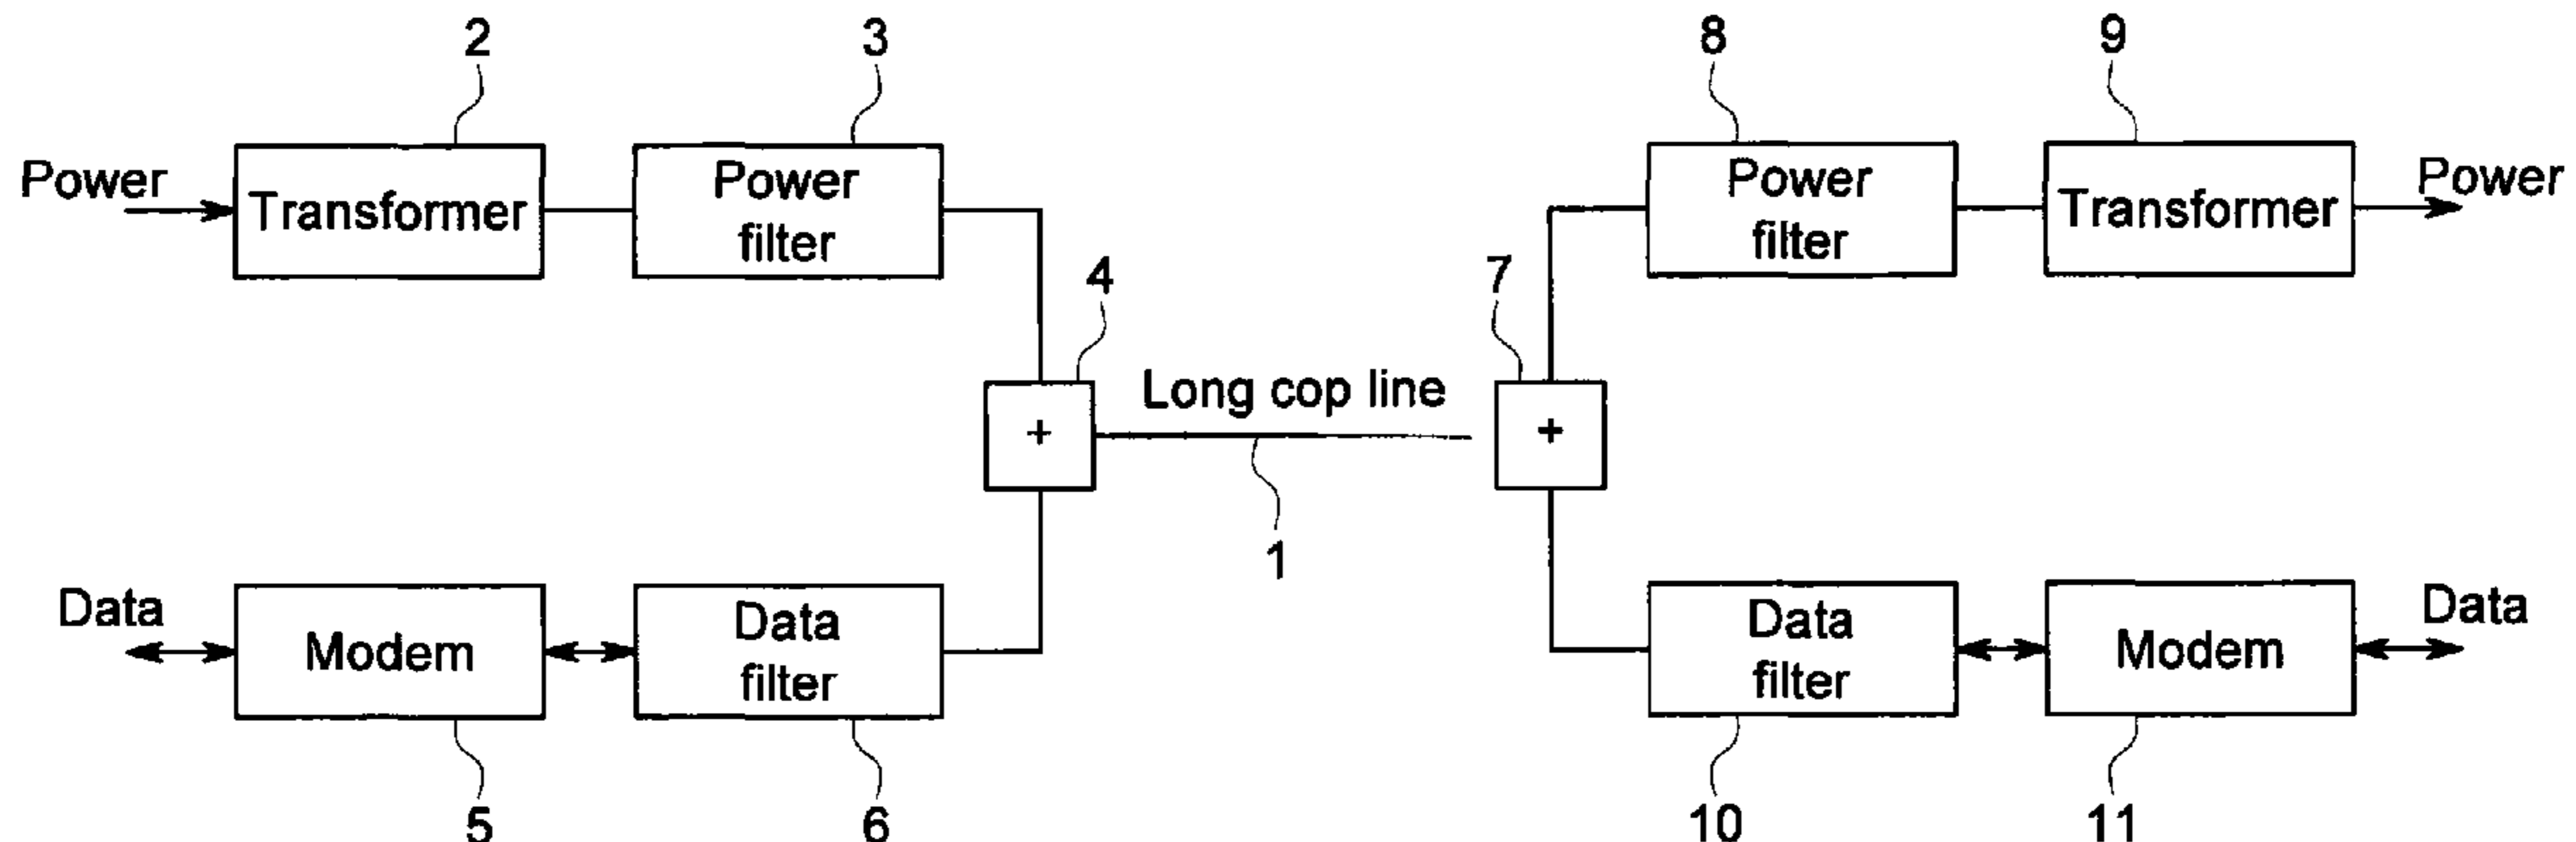 2
3
8
9
Power
Transformer
Power
filter
Power
filter
Transformer
Power
4
7
+
Long cop line
+
1
Data
Modem
Data
filter
Data
filter
Modem
Data
5
6
10
11